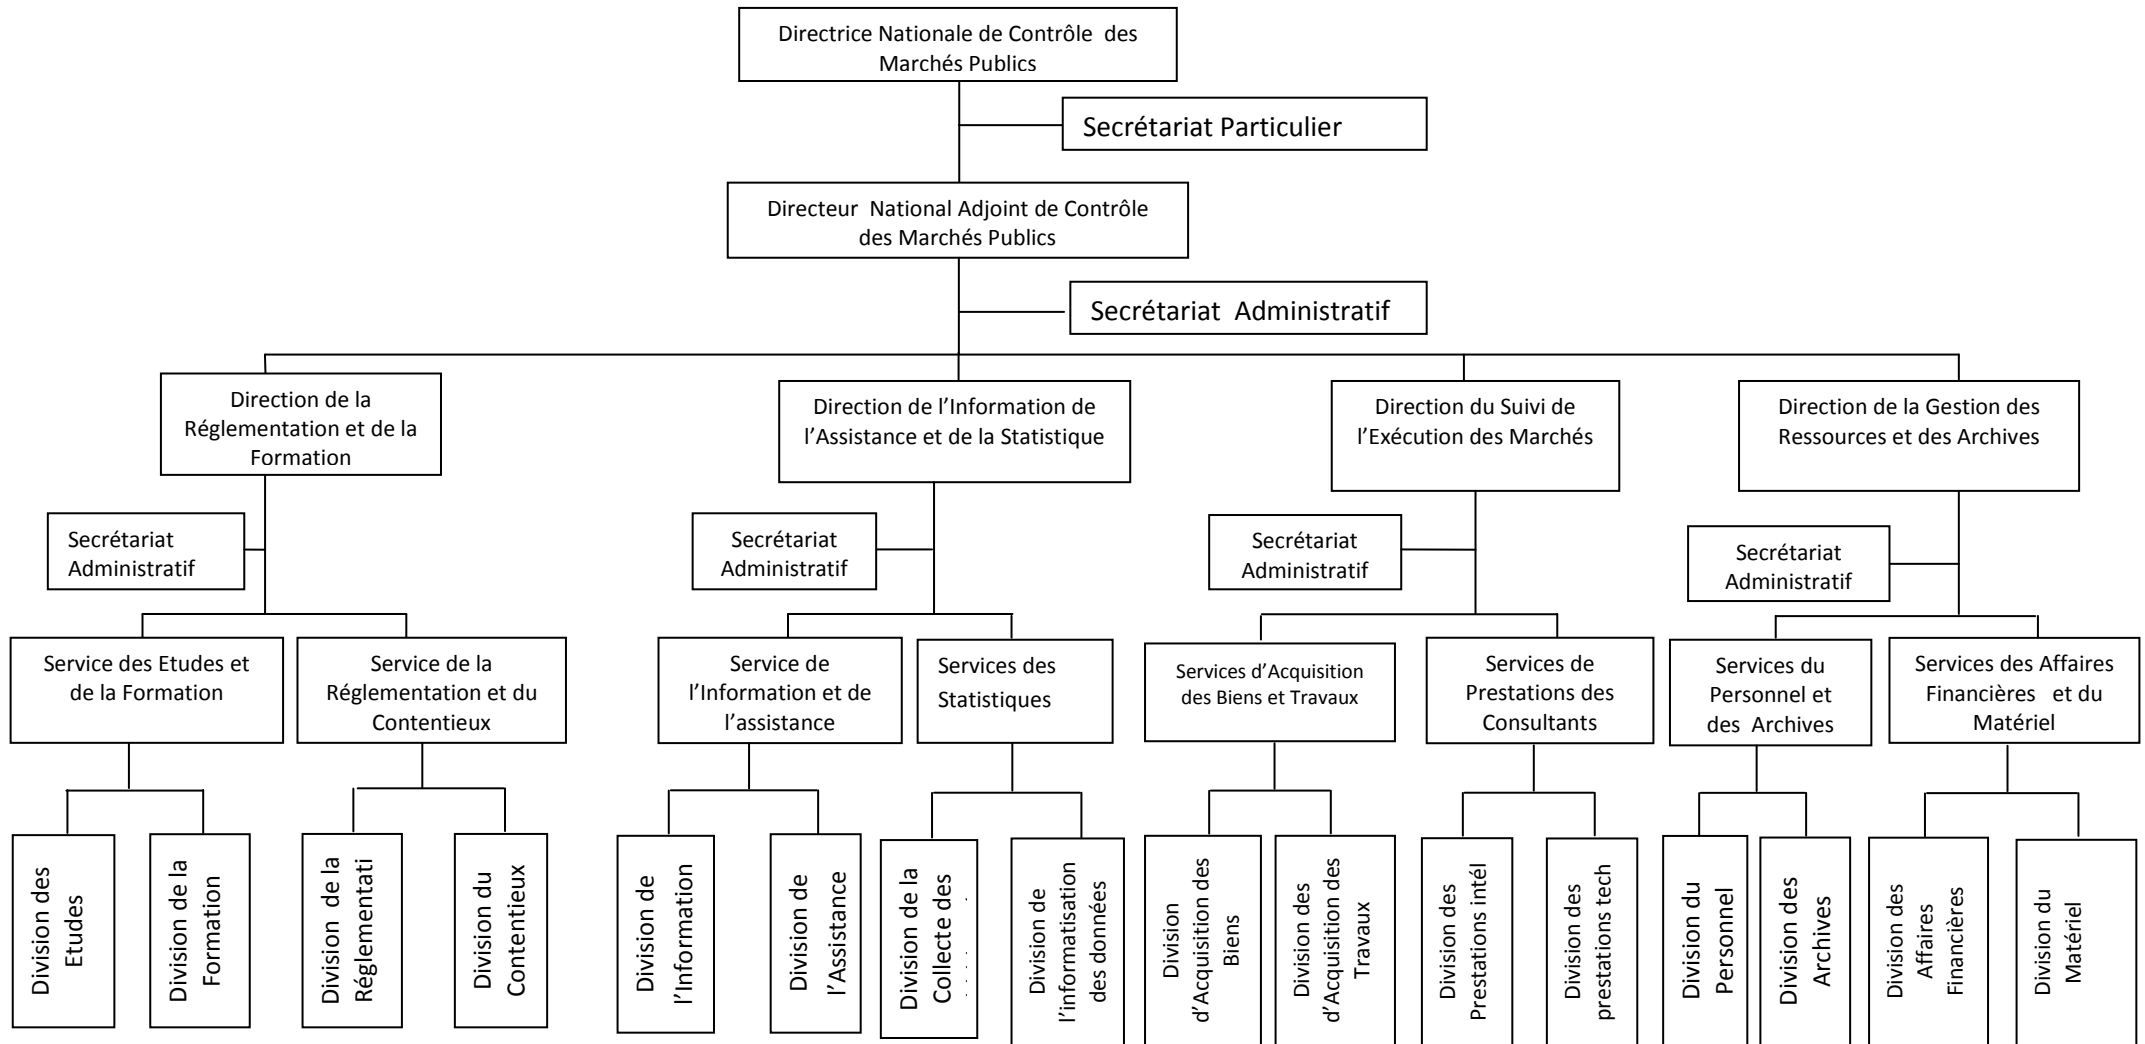 Directrice Nationale de Contrôle des
Marchés Publics
Secrétariat Particulier
Directeur National Adjoint de Contrôle
des Marchés Publics
Secrétariat Administratif
Direction de la
Réglementation et de la
Formation
Direction de l’Information de
l’Assistance et de la Statistique
Direction du Suivi de
l’Exécution des Marchés
Direction de la Gestion des
Ressources et des Archives
Secrétariat
Administratif
Secrétariat
Administratif
Secrétariat
Administratif
Secrétariat
Administratif
Service des Etudes et
de la Formation
Service de la
Réglementation et du
Contentieux
Service de
l’Information et de
l’assistance
Services des
Statistiques
Services d’Acquisition
des Biens et Travaux
Services de
Prestations des
Consultants
Services du
Personnel et
des Archives
Services des Affaires
Financières et du
Matériel
Division des
Etudes
Division de la
Formation
Division de la
Réglementati
Division du
Contentieux
Division de
l’Information
Division de
l’Assistance
Division de la
Collecte des
Division de
l’informatisation
des données
Division
d’Acquisition des
Biens
Division des
d’Acquisition des
Travaux
Division des
Prestations intél
Division des
prestations tech
Division du
Personnel
Division des
Archives
Division des
Affaires
Financières
Division du
Matériel